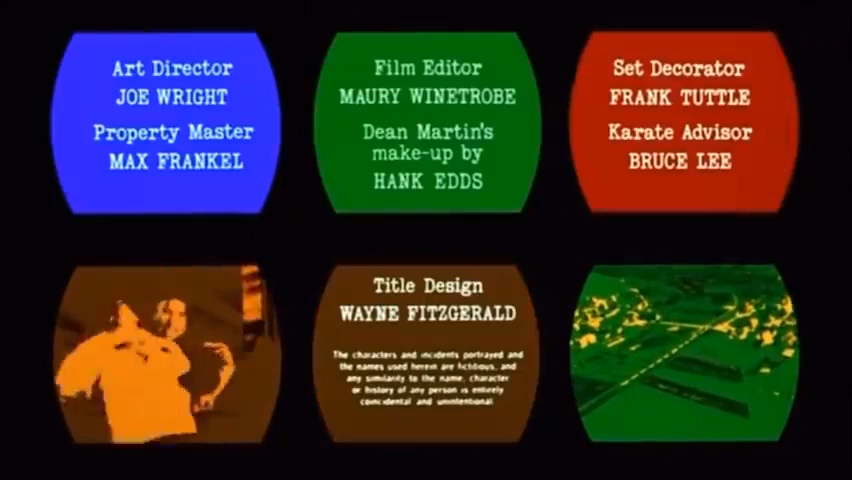 Art Director
JOE WRIGHT
Property Master
MAX FRANKEL
Film Editor
MAURY WINETROBE
Dean Martin's
make-up by
HANK EDDS
Set Decorator
FRANK TUTTLE
Karate Advisor
BRUCE LEE
Title Design
WAYNE FITZGERALD
The characters and incidents portrayed and
the names used herein are fictitious, and
any similarity to the name, character
or history of any person is entirely
coincidental and unintentional